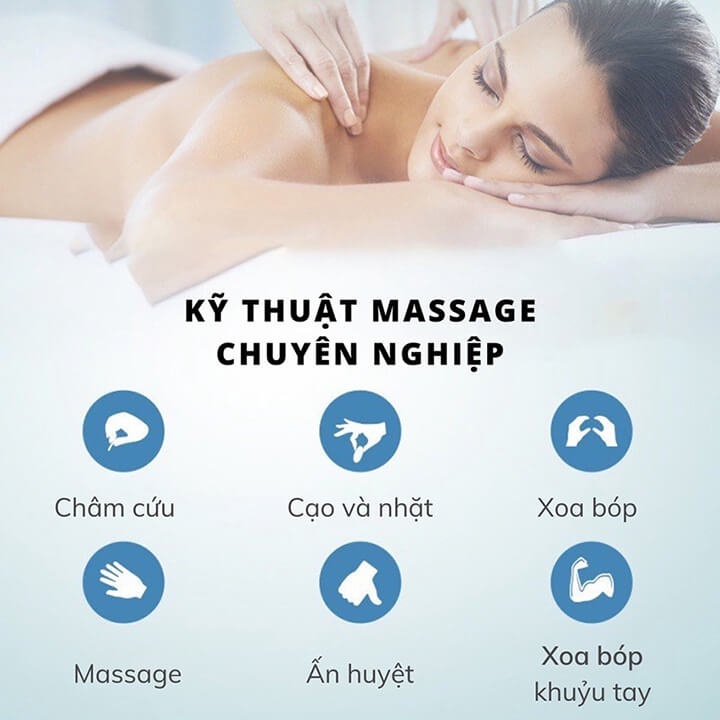 KỸ THUẬT MASSAGE
CHUYÊN NGHIỆP
Châm cứu
Cạo và nhặt
Xoa bóp
Massage
Ấn huyệt
Xoa bóp
khuỷu tay